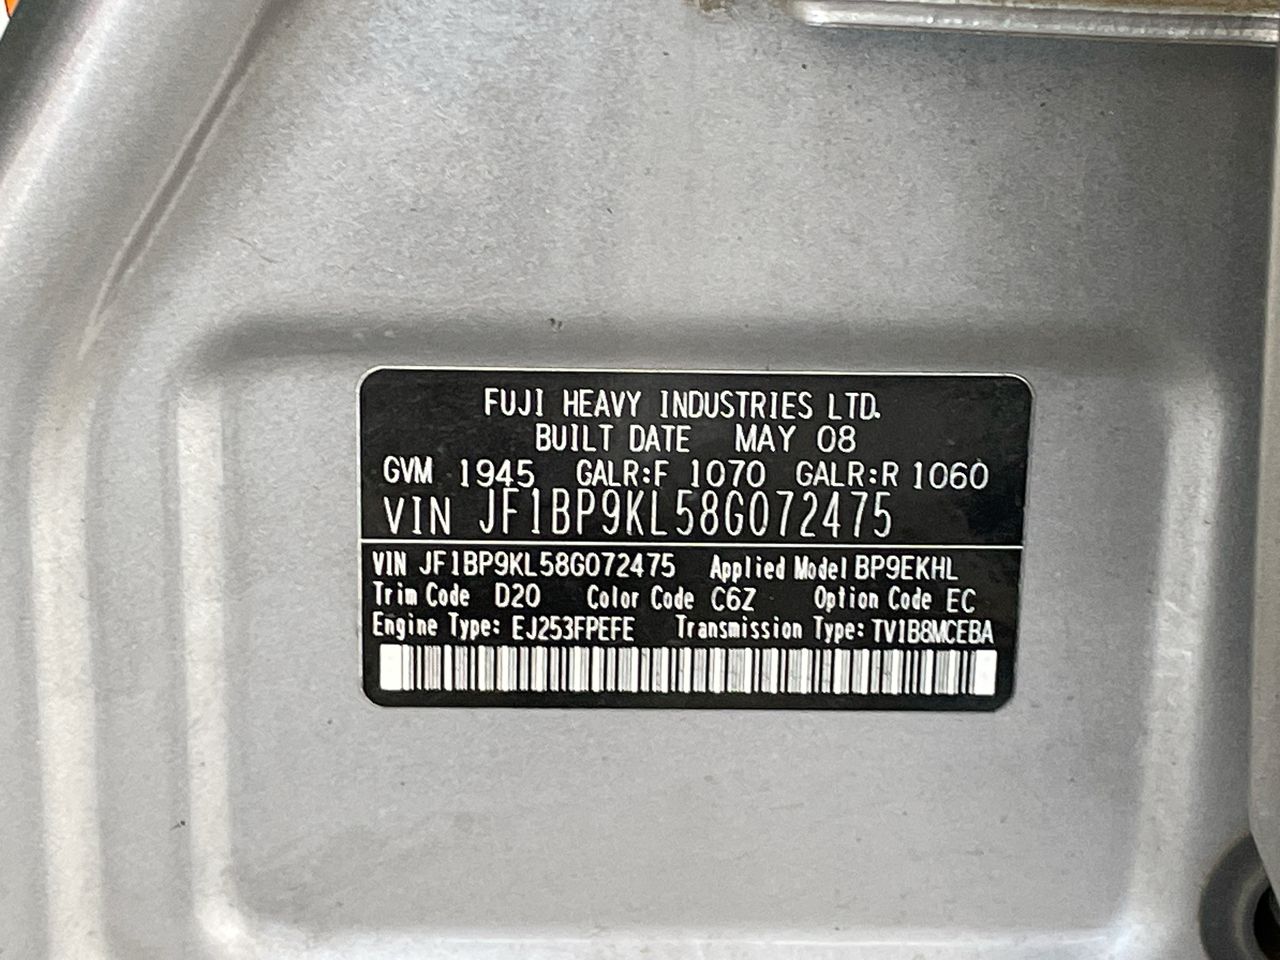 FUJI HEAVY INDUSTRIES LTD.
BUILT DATE MAY 08
GVM 1945 GALR:F 1070 GALR:R 1060
VIN JF1BP9KL58G072475
VIN JF1BP9KL58G072475 Applied Model BP9EKHL
Trim Code D20 Color Code C6Z Option Code EC
Engine Type: EJ253FPEFE Transmission Type: TV1B8MCEBA